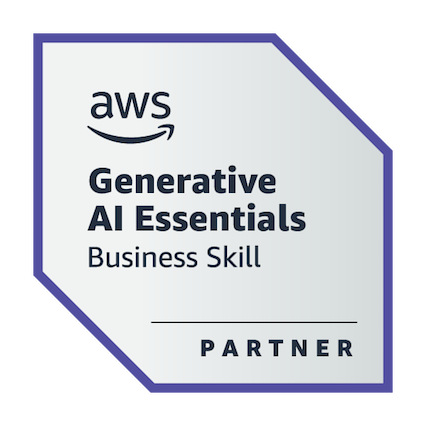 aws
Generative
AI Essentials
Business Skill
PARTNER